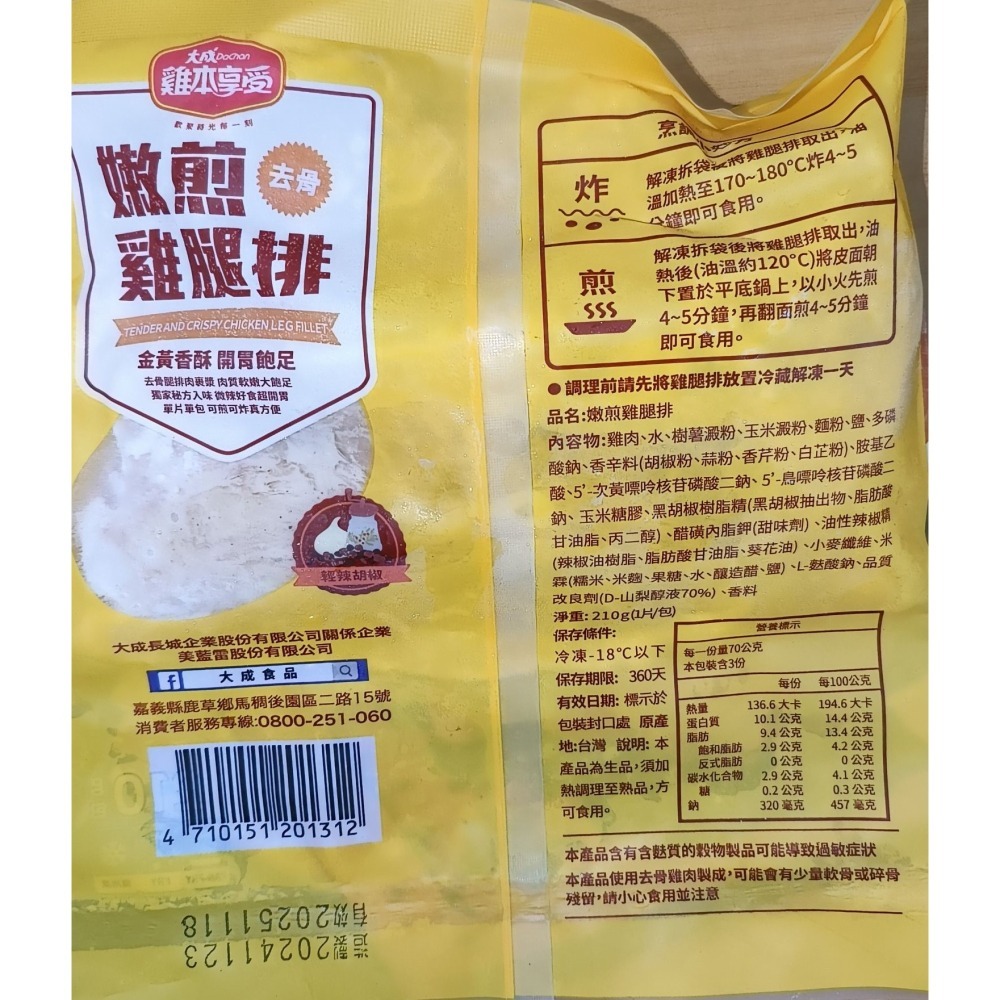 大成DaChan
雞本享受
歡聚時光有一刻
嫩煎
去骨
雞腿排
TENDER AND CRISPY CHICKEN LEG FILLET
金黃香酥 開胃飽足
去骨腿排肉裹漿 肉質軟嫩大飽足
獨家秘方入味 微辣好食超開胃
單片單包 可煎可炸真方便
輕辣胡椒
大成長城企業股份有限公司關係企業
美藍雷股份有限公司
f 大成食品
嘉義縣鹿草鄉馬稠後園區二路15號
消費者服務專線:0800-251-060
4 710151 201312
有效20251118
製造20241123
炸
解凍拆袋後將雞腿排取出,油
溫加熱至170~180°C炸4~5
分鐘即可食用。
煎
解凍拆袋後將雞腿排取出,油
熱後(油溫約120°C)將皮面朝
下置於平底鍋上,以小火先煎
4~5分鐘,再翻面煎4~5分鐘
即可食用。
●調理前請先將雞腿排放置冷藏解凍一天
品名:嫩煎雞腿排
內容物:雞肉、水、樹薯澱粉、玉米澱粉、麵粉、鹽、多磷
酸鈉、香辛料(胡椒粉、蒜粉、香芹粉、白芷粉)、胺基乙
酸、5'-次黃嘌呤核苷磷酸二鈉、5'-鳥嘌呤核苷磷酸二
鈉、玉米糖膠、黑胡椒樹脂精(黑胡椒抽出物、脂肪酸
甘油脂、丙二醇)、醋磺內脂鉀(甜味劑)、油性辣椒精
(辣椒油樹脂、脂肪酸甘油脂、葵花油)、小麥纖維、米
霖(糯米、米麴、果糖、水、釀造醋、鹽)、L-麩酸鈉、品質
改良劑(D-山梨醇液70%)、香料
淨重: 210g(1片/包)
保存條件:
冷凍-18°C以下
保存期限: 360天
有效日期: 標示於
包裝封口處 原產
地:台灣 說明: 本
產品為生品,須加
熱調理至熟品,方
可食用。
營養標示
每一份量70公克
本包裝含3份
每份 每100公克
熱量 136.6 大卡 194.6 大卡
蛋白質 10.1 公克 14.4 公克
脂肪 9.4 公克 13.4 公克
飽和脂肪 2.9 公克 4.2 公克
反式脂肪 0 公克 0 公克
碳水化合物 2.9 公克 4.1 公克
糖 0.2 公克 0.3 公克
鈉 320 毫克 457 毫克
本產品含有含麩質的穀物製品可能導致過敏症狀
本產品使用去骨雞肉製成,可能會有少量軟骨或碎骨
殘留,請小心食用並注意